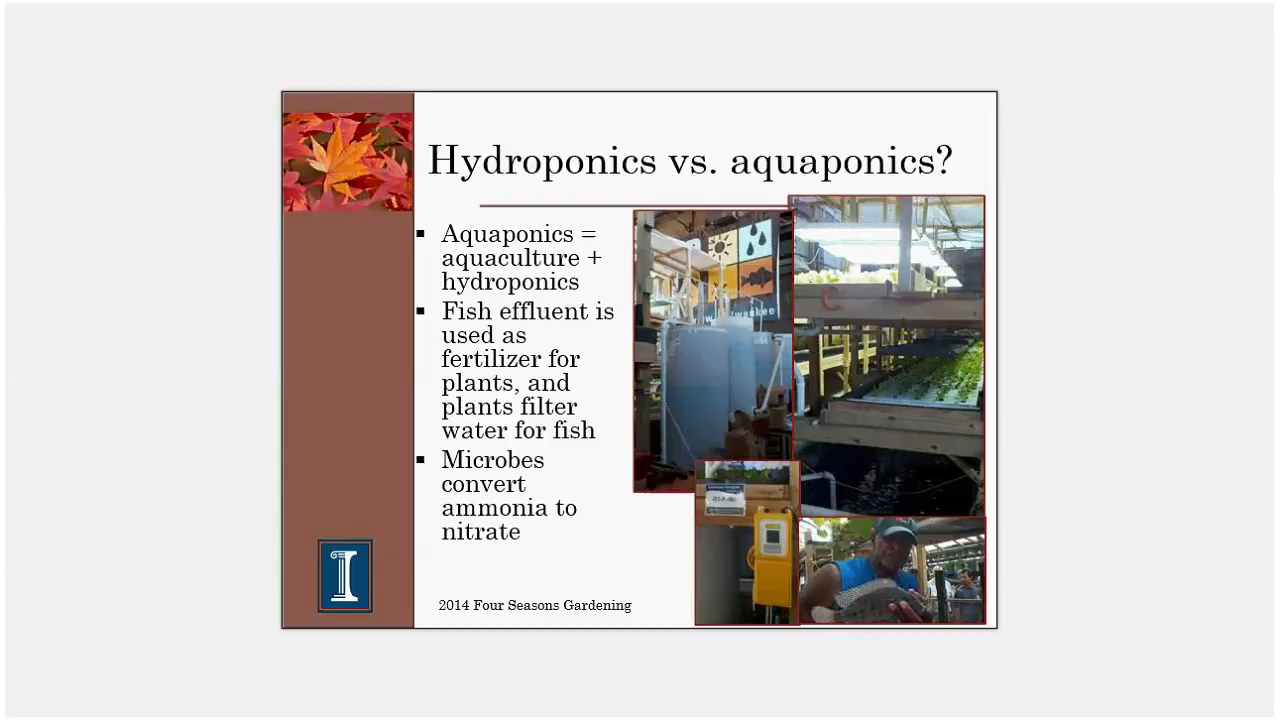 Hydroponics vs. aquaponics?
▪ Aquaponics =
aquaculture +
hydroponics
▪ Fish effluent is
used as
fertilizer for
plants, and
plants filter
water for fish
▪ Microbes
convert
ammonia to
nitrate
2014 Four Seasons Gardening
I